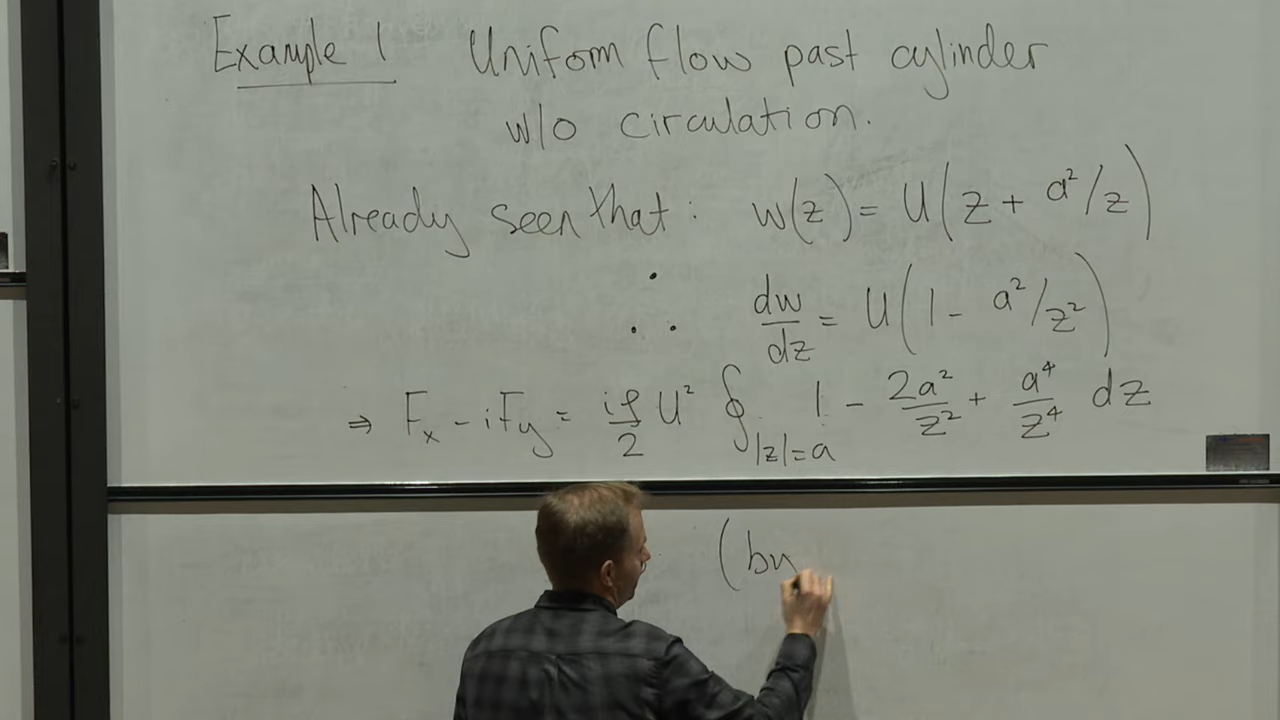 Example 1 Uniform flow past cylinder
w/o circulation.
Already seen that: w(z) = U(z + a²/z)
∴ dw/dz = U(1 - a²/z²)
⇒ Fx - iFy = iρ/2 U² ∮|z|=a 1 - 2a²/z² + a⁴/z⁴ dz
(by